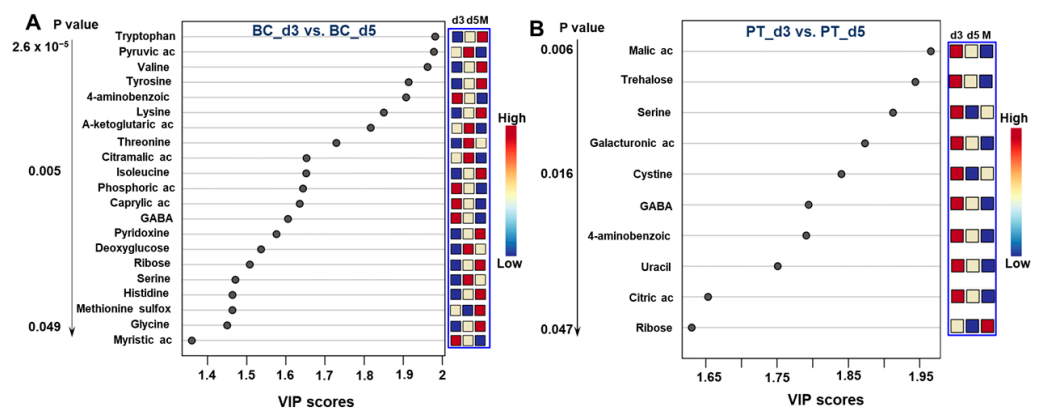 A
P value
BC_d3 vs. BC_d5
d3 d5 M
2.6 x 10⁻⁵
0.005
0.049
Tryptophan
Pyruvic ac
Valine
Tyrosine
4-aminobenzoic
Lysine
A-ketoglutaric ac
Threonine
Citramalic ac
Isoleucine
Phosphoric ac
Caprylic ac
GABA
Pyridoxine
Deoxyglucose
Ribose
Serine
Histidine
Methionine sulfox
Glycine
Myristic ac
High
Low
1.4 1.5 1.6 1.7 1.8 1.9 2
VIP scores
B
P value
PT_d3 vs. PT_d5
d3 d5 M
0.006
0.016
0.047
Malic ac
Trehalose
Serine
Galacturonic ac
Cystine
GABA
4-aminobenzoic
Uracil
Citric ac
Ribose
High
Low
1.65 1.75 1.85 1.95
VIP scores